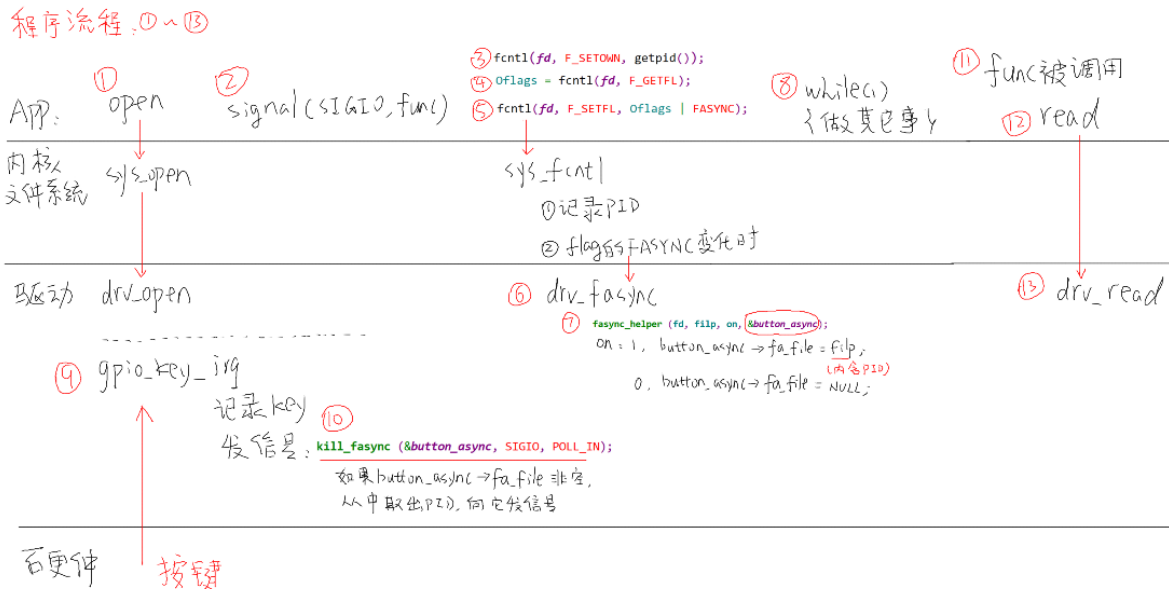 程序流程:①~⑬
App:
① open
② signal(SIGIO, func)
③ fcntl(fd, F_SETOWN, getpid());
④ Oflags = fcntl(fd, F_GETFL);
⑤ fcntl(fd, F_SETFL, Oflags | FASYNC);
⑧ while(1)
{做其它事}
⑪ func被调用
⑫ read
内核
文件系统
sys_open
sys_fcntl
①记录PID
② flag的FASYNC变化时
驱动
drv_open
⑥ drv_fasync
⑦ fasync_helper (fd, filp, on, &button_async);
on:1, button_async→fa_file = filp;
(内含PID)
0, button_async→fa_file = NULL;
⑬ drv_read
⑨ gpio_key_irq
记录key
发信号:
⑩ kill_fasync (&button_async, SIGIO, POLL_IN);
如果button_async→fa_file非空,
从中取出PID,向它发信号
硬件
按键